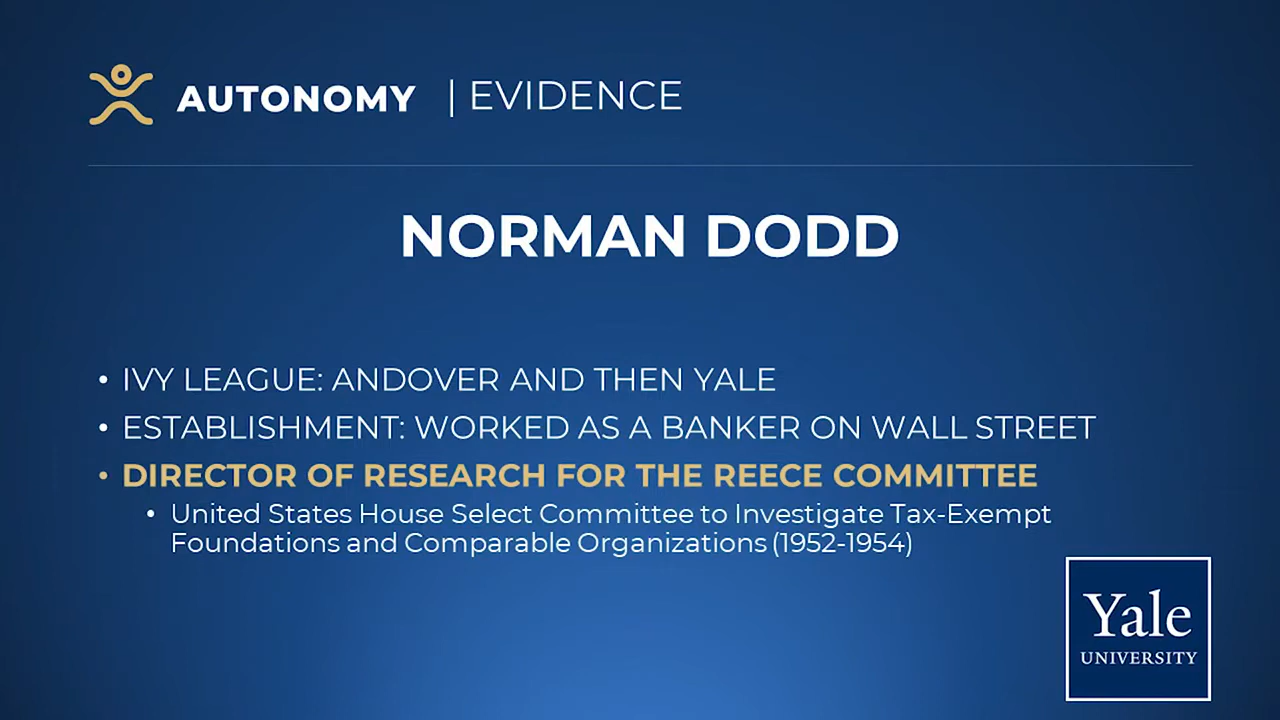 AUTONOMY | EVIDENCE
NORMAN DODD
• IVY LEAGUE: ANDOVER AND THEN YALE
• ESTABLISHMENT: WORKED AS A BANKER ON WALL STREET
• DIRECTOR OF RESEARCH FOR THE REECE COMMITTEE
• United States House Select Committee to Investigate Tax-Exempt
Foundations and Comparable Organizations (1952-1954)
Yale
UNIVERSITY